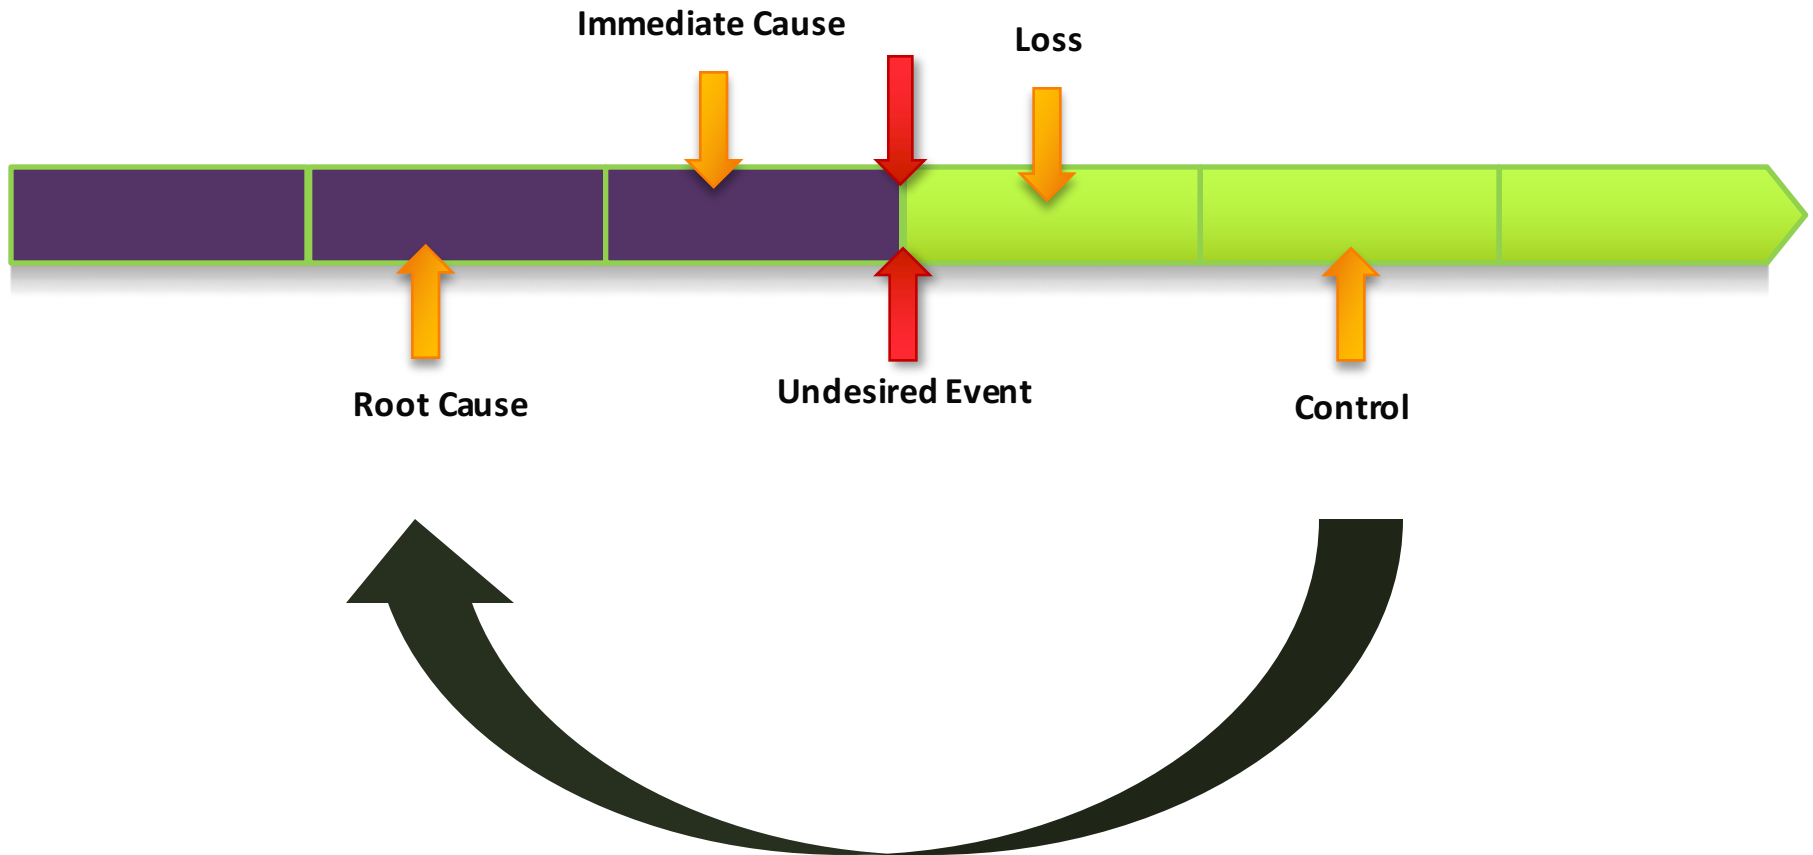 Immediate Cause
Loss
Root Cause
Undesired Event
Control